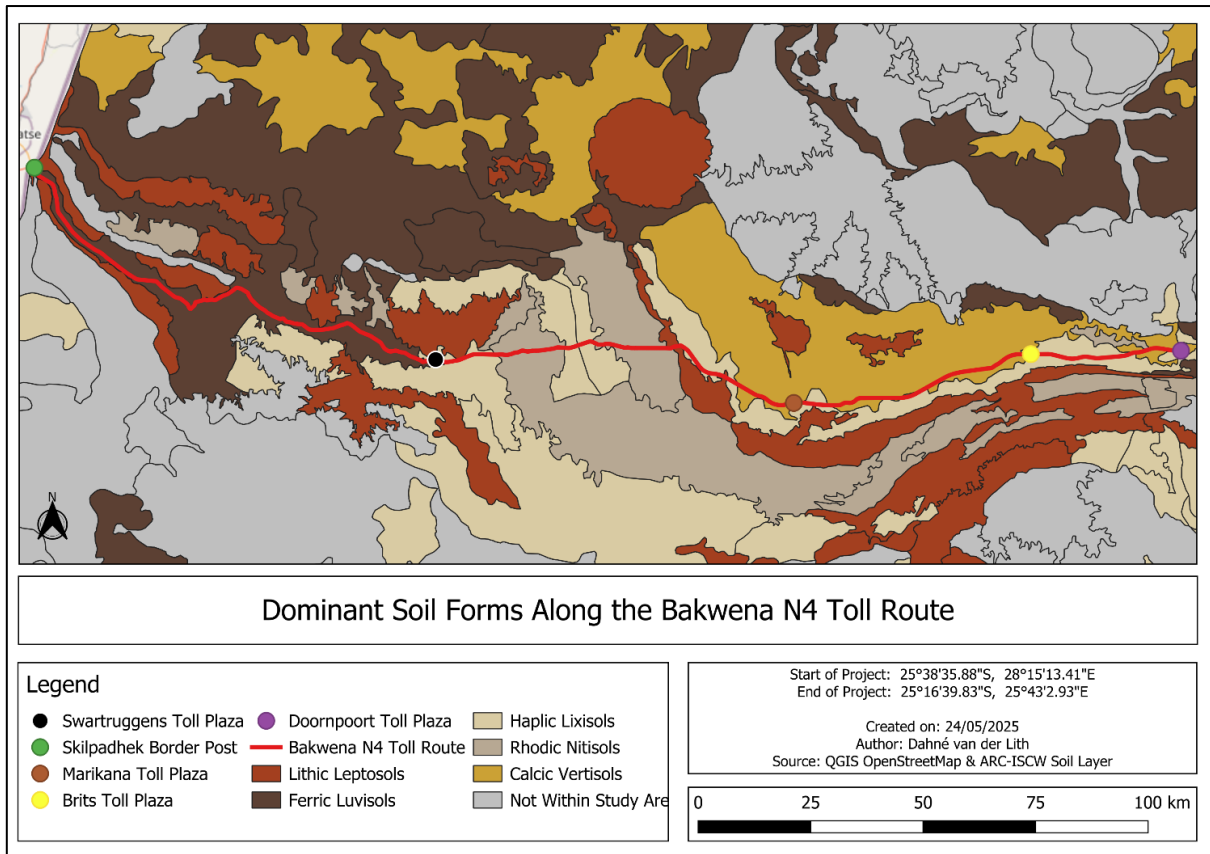 atse
N
Dominant Soil Forms Along the Bakwena N4 Toll Route
Legend
Swartruggens Toll Plaza
Skilpadhek Border Post
Marikana Toll Plaza
Brits Toll Plaza
Doornpoort Toll Plaza
Bakwena N4 Toll Route
Lithic Leptosols
Ferric Luvisols
Haplic Lixisols
Rhodic Nitisols
Calcic Vertisols
Not Within Study Are
Start of Project: 25°38'35.88"S, 28°15'13.41"E
End of Project: 25°16'39.83"S, 25°43'2.93"E
Created on: 24/05/2025
Author: Dahné van der Lith
Source: QGIS OpenStreetMap & ARC-ISCW Soil Layer
0 25 50 75 100 km